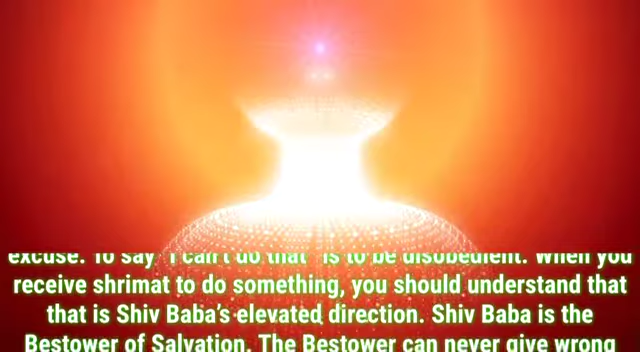 excuse. To say "I can't do that" is to be disobedient. When you
receive shrimat to do something, you should understand that
that is Shiv Baba's elevated direction. Shiv Baba is the
Bestower of Salvation. The Bestower can never give wrong